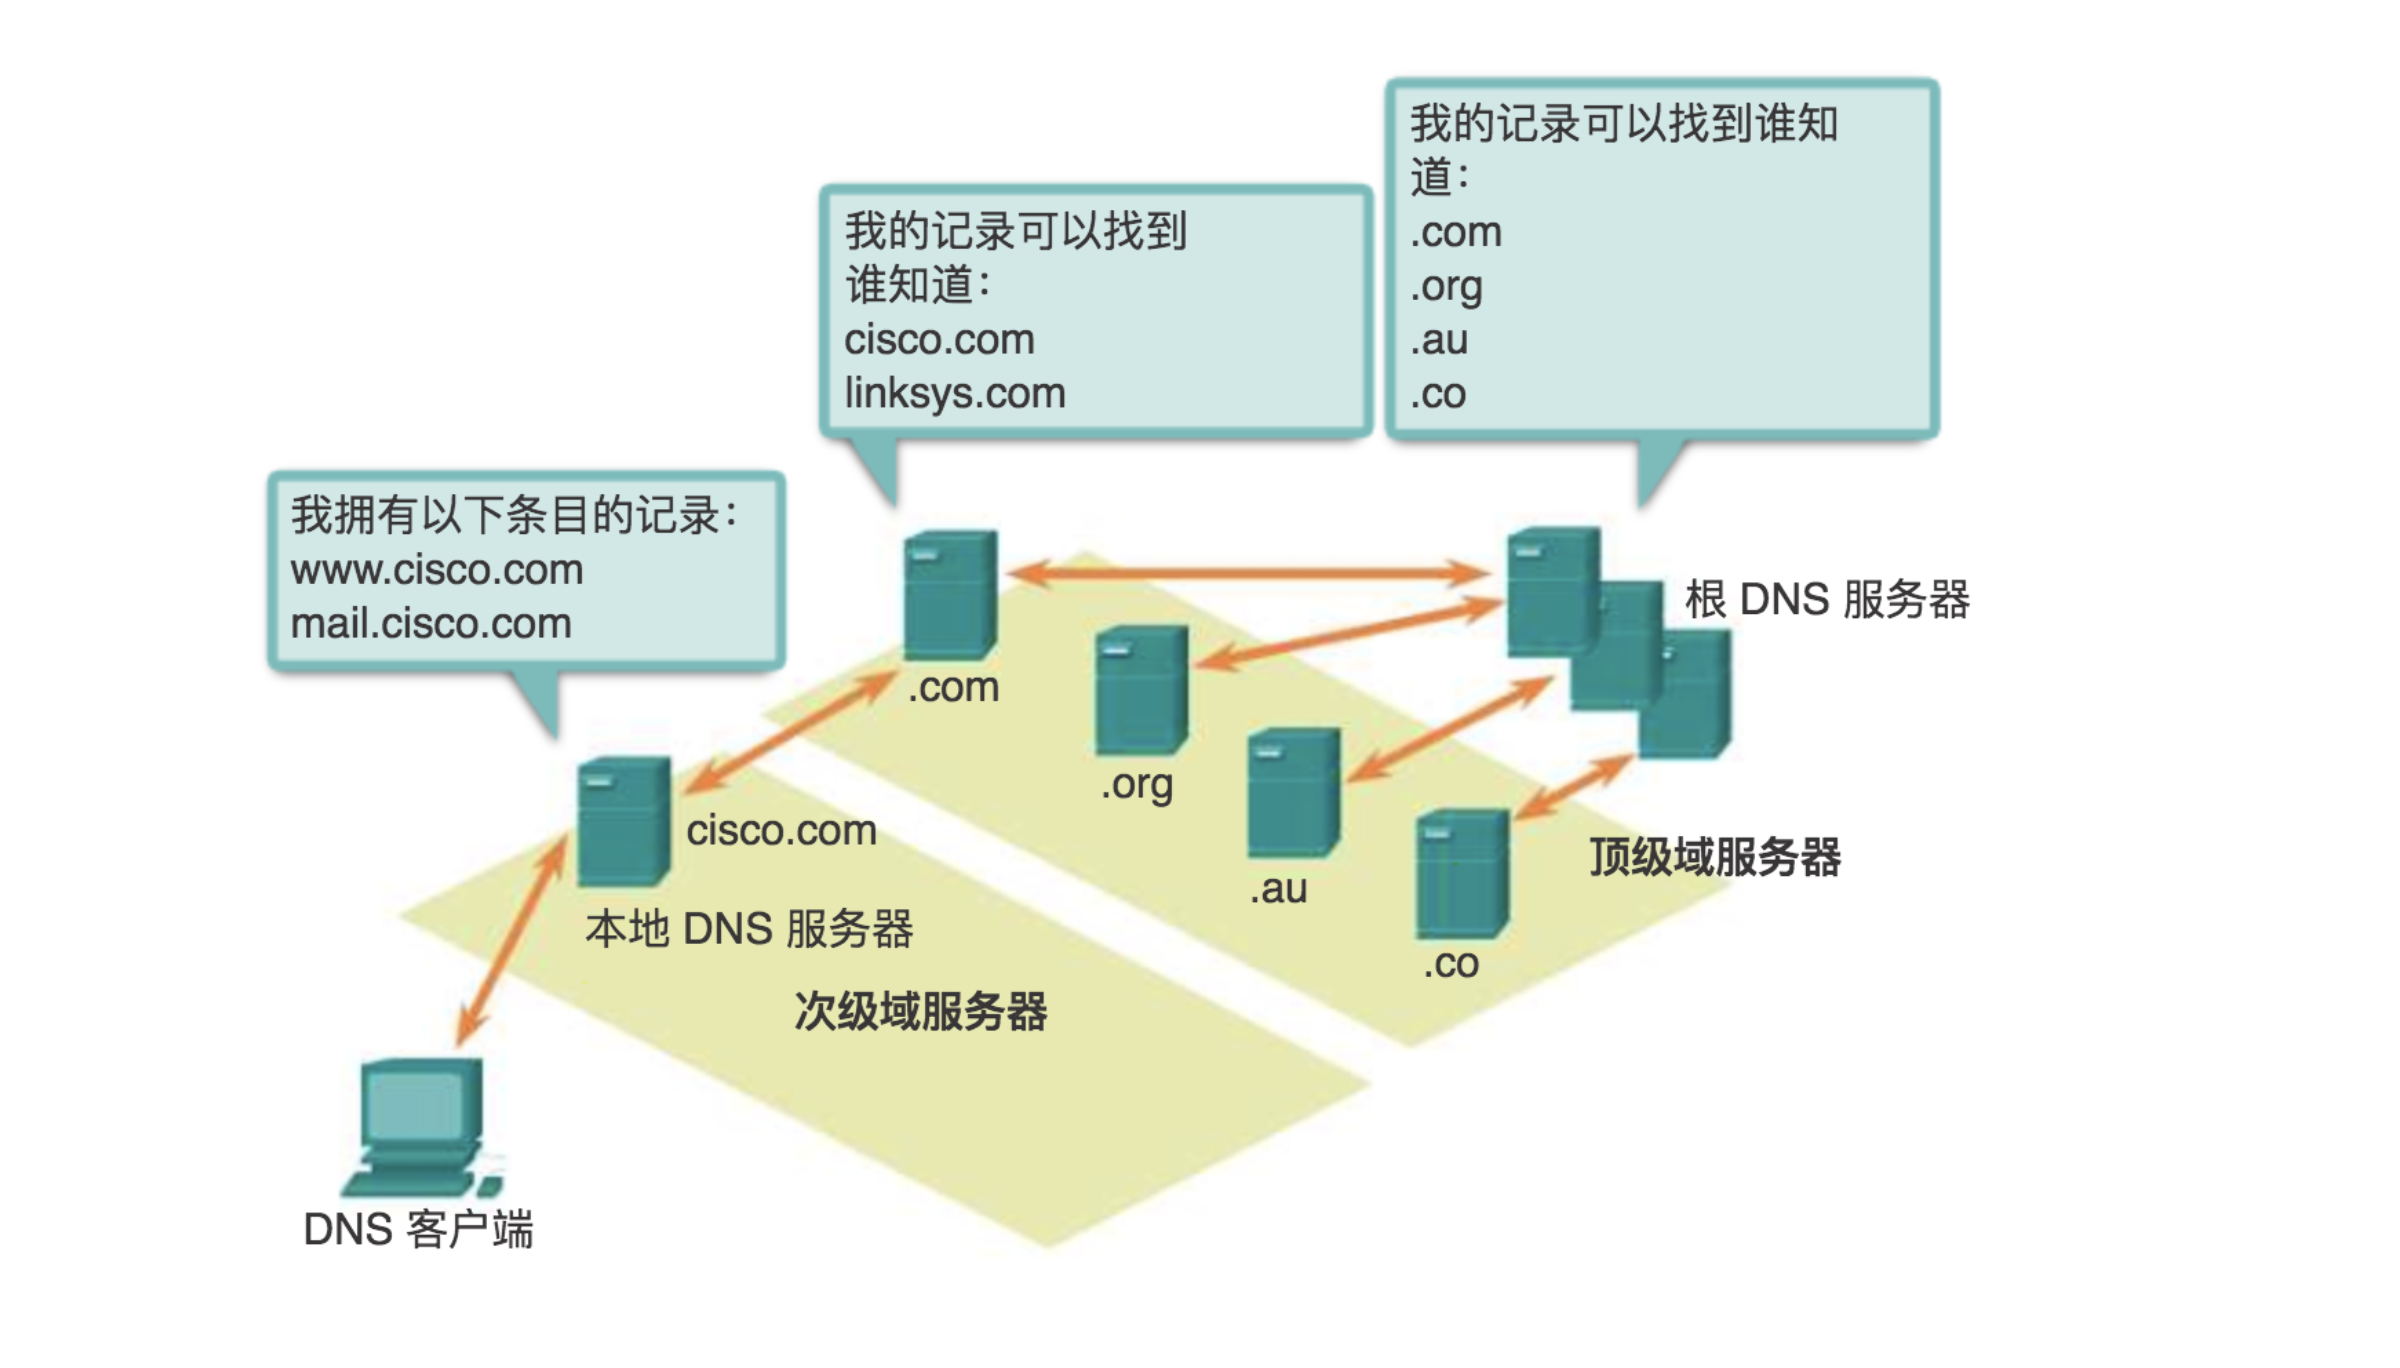 我的记录可以找到谁知
道：
.com
.org
.au
.co
我的记录可以找到
谁知道：
cisco.com
linksys.com
我拥有以下条目的记录：
www.cisco.com
mail.cisco.com
根 DNS 服务器
.com
.org
.au
.co
顶级域服务器
cisco.com
本地 DNS 服务器
次级域服务器
DNS 客户端